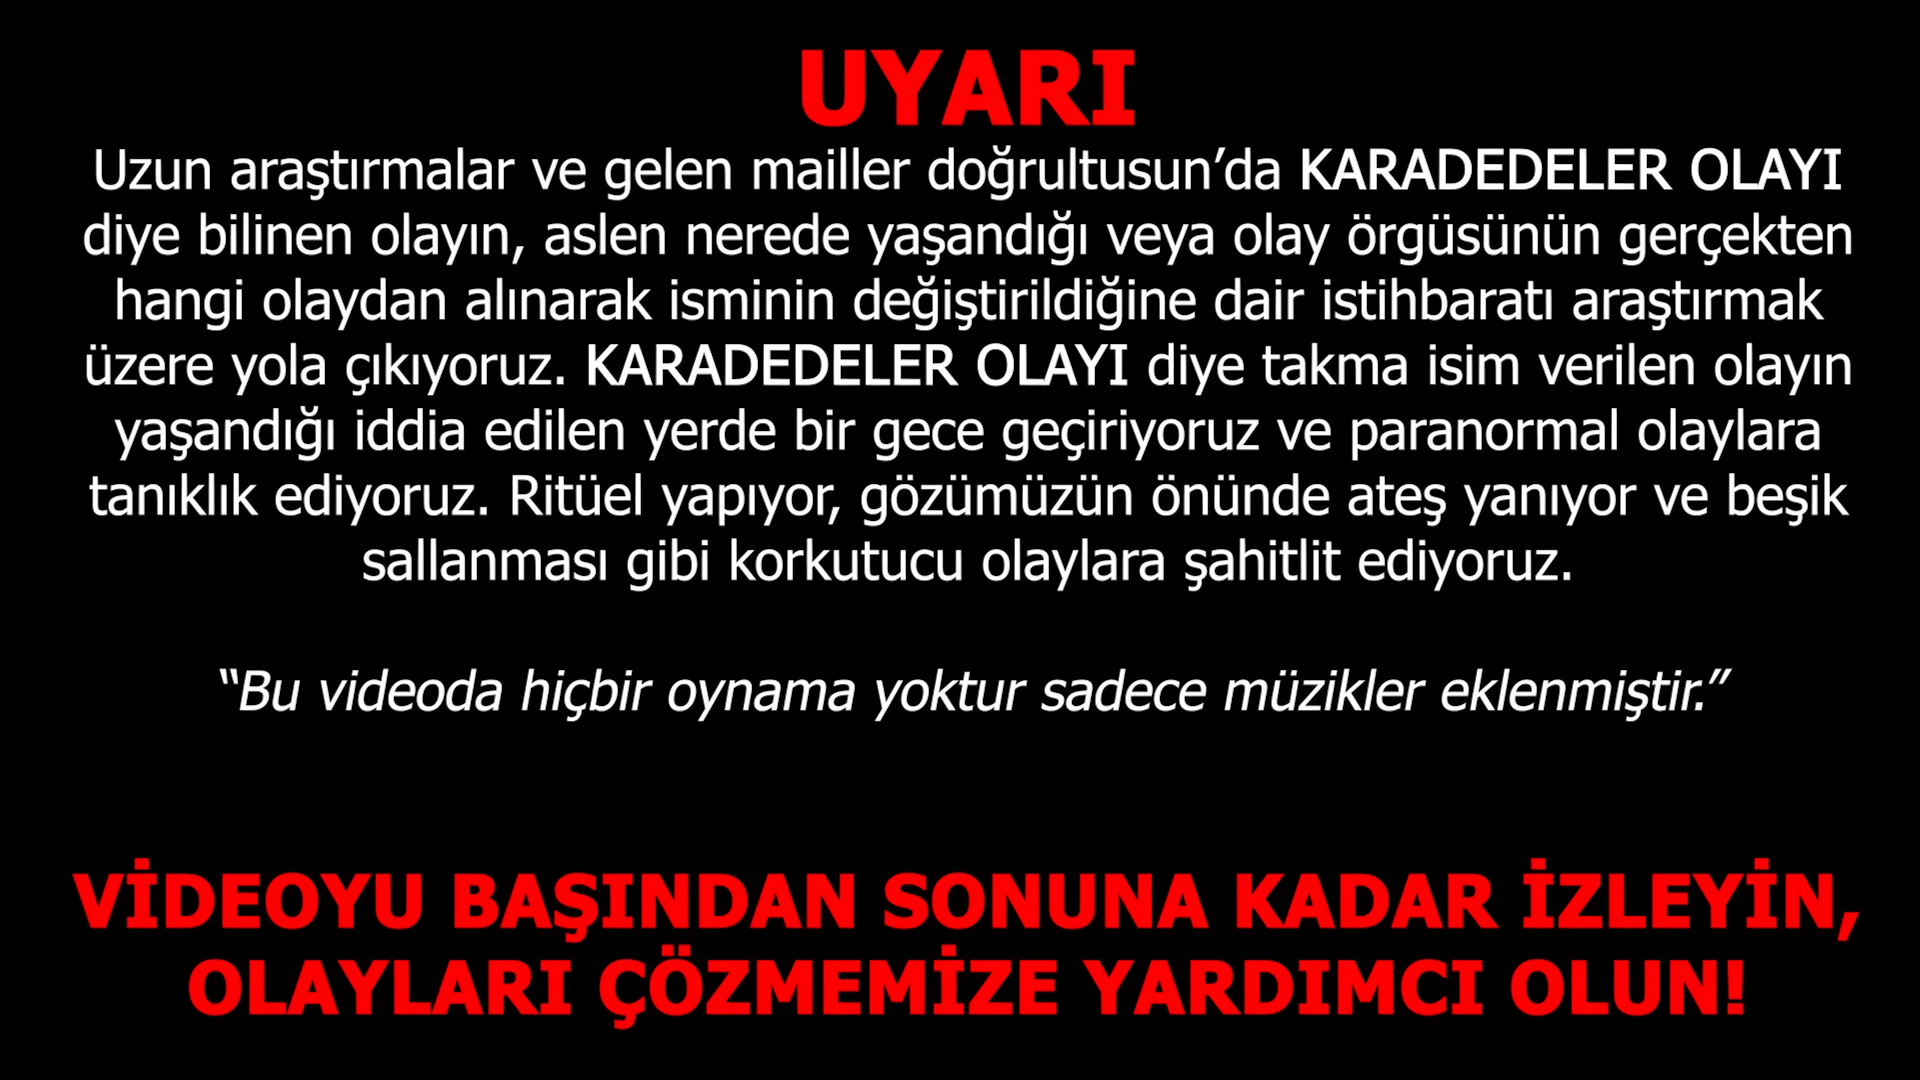 UYARI
Uzun araştırmalar ve gelen mailler doğrultusun’da KARADEDELER OLAYI
diye bilinen olayın, aslen nerede yaşandığı veya olay örgüsünün gerçekten
hangi olaydan alınarak isminin değiştirildiğine dair istihbaratı araştırmak
üzere yola çıkıyoruz. KARADEDELER OLAYI diye takma isim verilen olayın
yaşandığı iddia edilen yerde bir gece geçiriyoruz ve paranormal olaylara
tanıklık ediyoruz. Ritüel yapıyor, gözümüzün önünde ateş yanıyor ve beşik
sallanması gibi korkutucu olaylara şahitlit ediyoruz.
“Bu videoda hiçbir oynama yoktur sadece müzikler eklenmiştir.”
VİDEOYU BAŞINDAN SONUNA KADAR İZLEYİN,
OLAYLARI ÇÖZMEMİZE YARDIMCI OLUN!